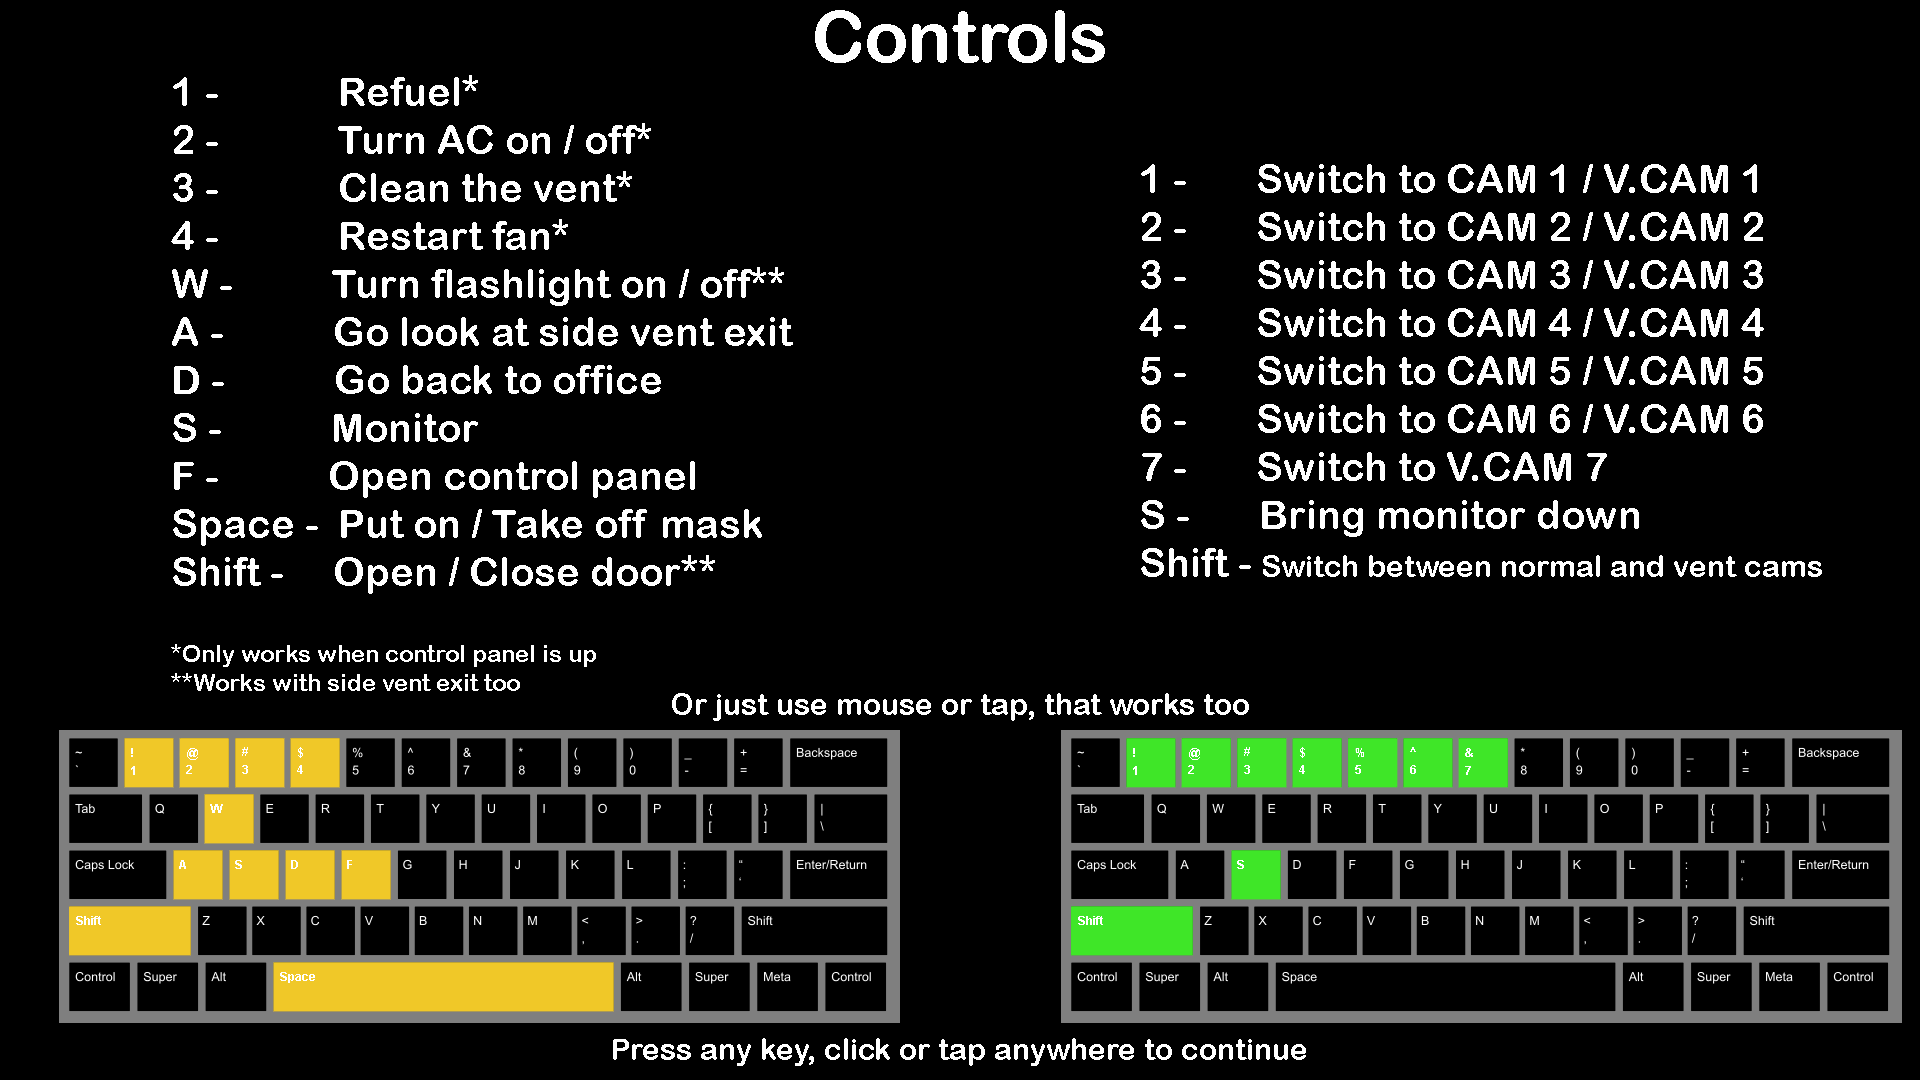 Controls
1 - Refuel*
2 - Turn AC on / off*
3 - Clean the vent*
4 - Restart fan*
W - Turn flashlight on / off**
A - Go look at side vent exit
D - Go back to office
S - Monitor
F - Open control panel
Space - Put on / Take off mask
Shift - Open / Close door**
*Only works when control panel is up
**Works with side vent exit too
1 - Switch to CAM 1 / V.CAM 1
2 - Switch to CAM 2 / V.CAM 2
3 - Switch to CAM 3 / V.CAM 3
4 - Switch to CAM 4 / V.CAM 4
5 - Switch to CAM 5 / V.CAM 5
6 - Switch to CAM 6 / V.CAM 6
7 - Switch to V.CAM 7
S - Bring monitor down
Shift - Switch between normal and vent cams
Or just use mouse or tap, that works too
~ ! @ # $ % ^ & * ( ) _ + Backspace
` 1 2 3 4 5 6 7 8 9 0 - =
Tab Q W E R T Y U I O P { } |
[ ] \
Caps Lock A S D F G H J K L : " Enter/Return
; '
Shift Z X C V B N M < > ? Shift
, . /
Control Super Alt Space Alt Super Meta Control
~ ! @ # $ % ^ & * ( ) _ + Backspace
` 1 2 3 4 5 6 7 8 9 0 - =
Tab Q W E R T Y U I O P { } |
[ ] \
Caps Lock A S D F G H J K L : " Enter/Return
; '
Shift Z X C V B N M < > ? Shift
, . /
Control Super Alt Space Alt Super Meta Control
Press any key, click or tap anywhere to continue